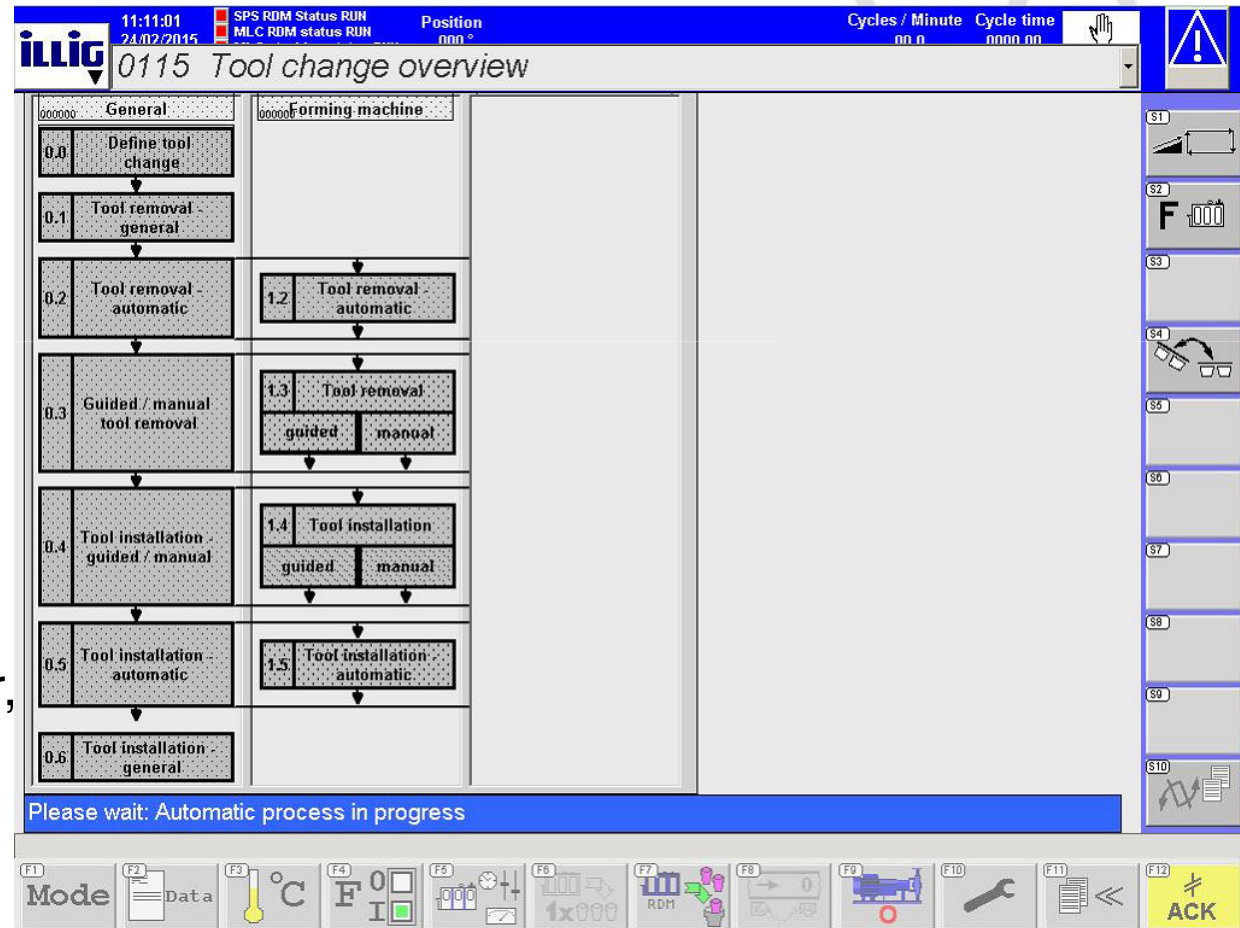 11:11:01
24/02/2015
SPS RDM Status RUN
MLC RDM status RUN
Position
000 °
Cycles / Minute
00.0
Cycle time
0000.00
iLLiG
0115 Tool change overview
000000 General
000000 Forming machine
0.0 Define tool
change
0.1 Tool removal -
general
0.2 Tool removal -
automatic
1.2 Tool removal -
automatic
0.3 Guided / manual
tool removal
1.3 Tool removal
guided manual
0.4 Tool installation -
guided / manual
1.4 Tool installation
guided manual
0.5 Tool installation -
automatic
1.5 Tool installation -
automatic
0.6 Tool installation -
general
Please wait: Automatic process in progress
S1
S2
F
S3
S4
S5
S6
S7
S8
S9
S10
F1 Mode
F2 Data
F3 °C
F4 F 0 I
F5
F6 1x
F7 RDM
F8 0
F9 0
F10
F11 <<
F12 ACK